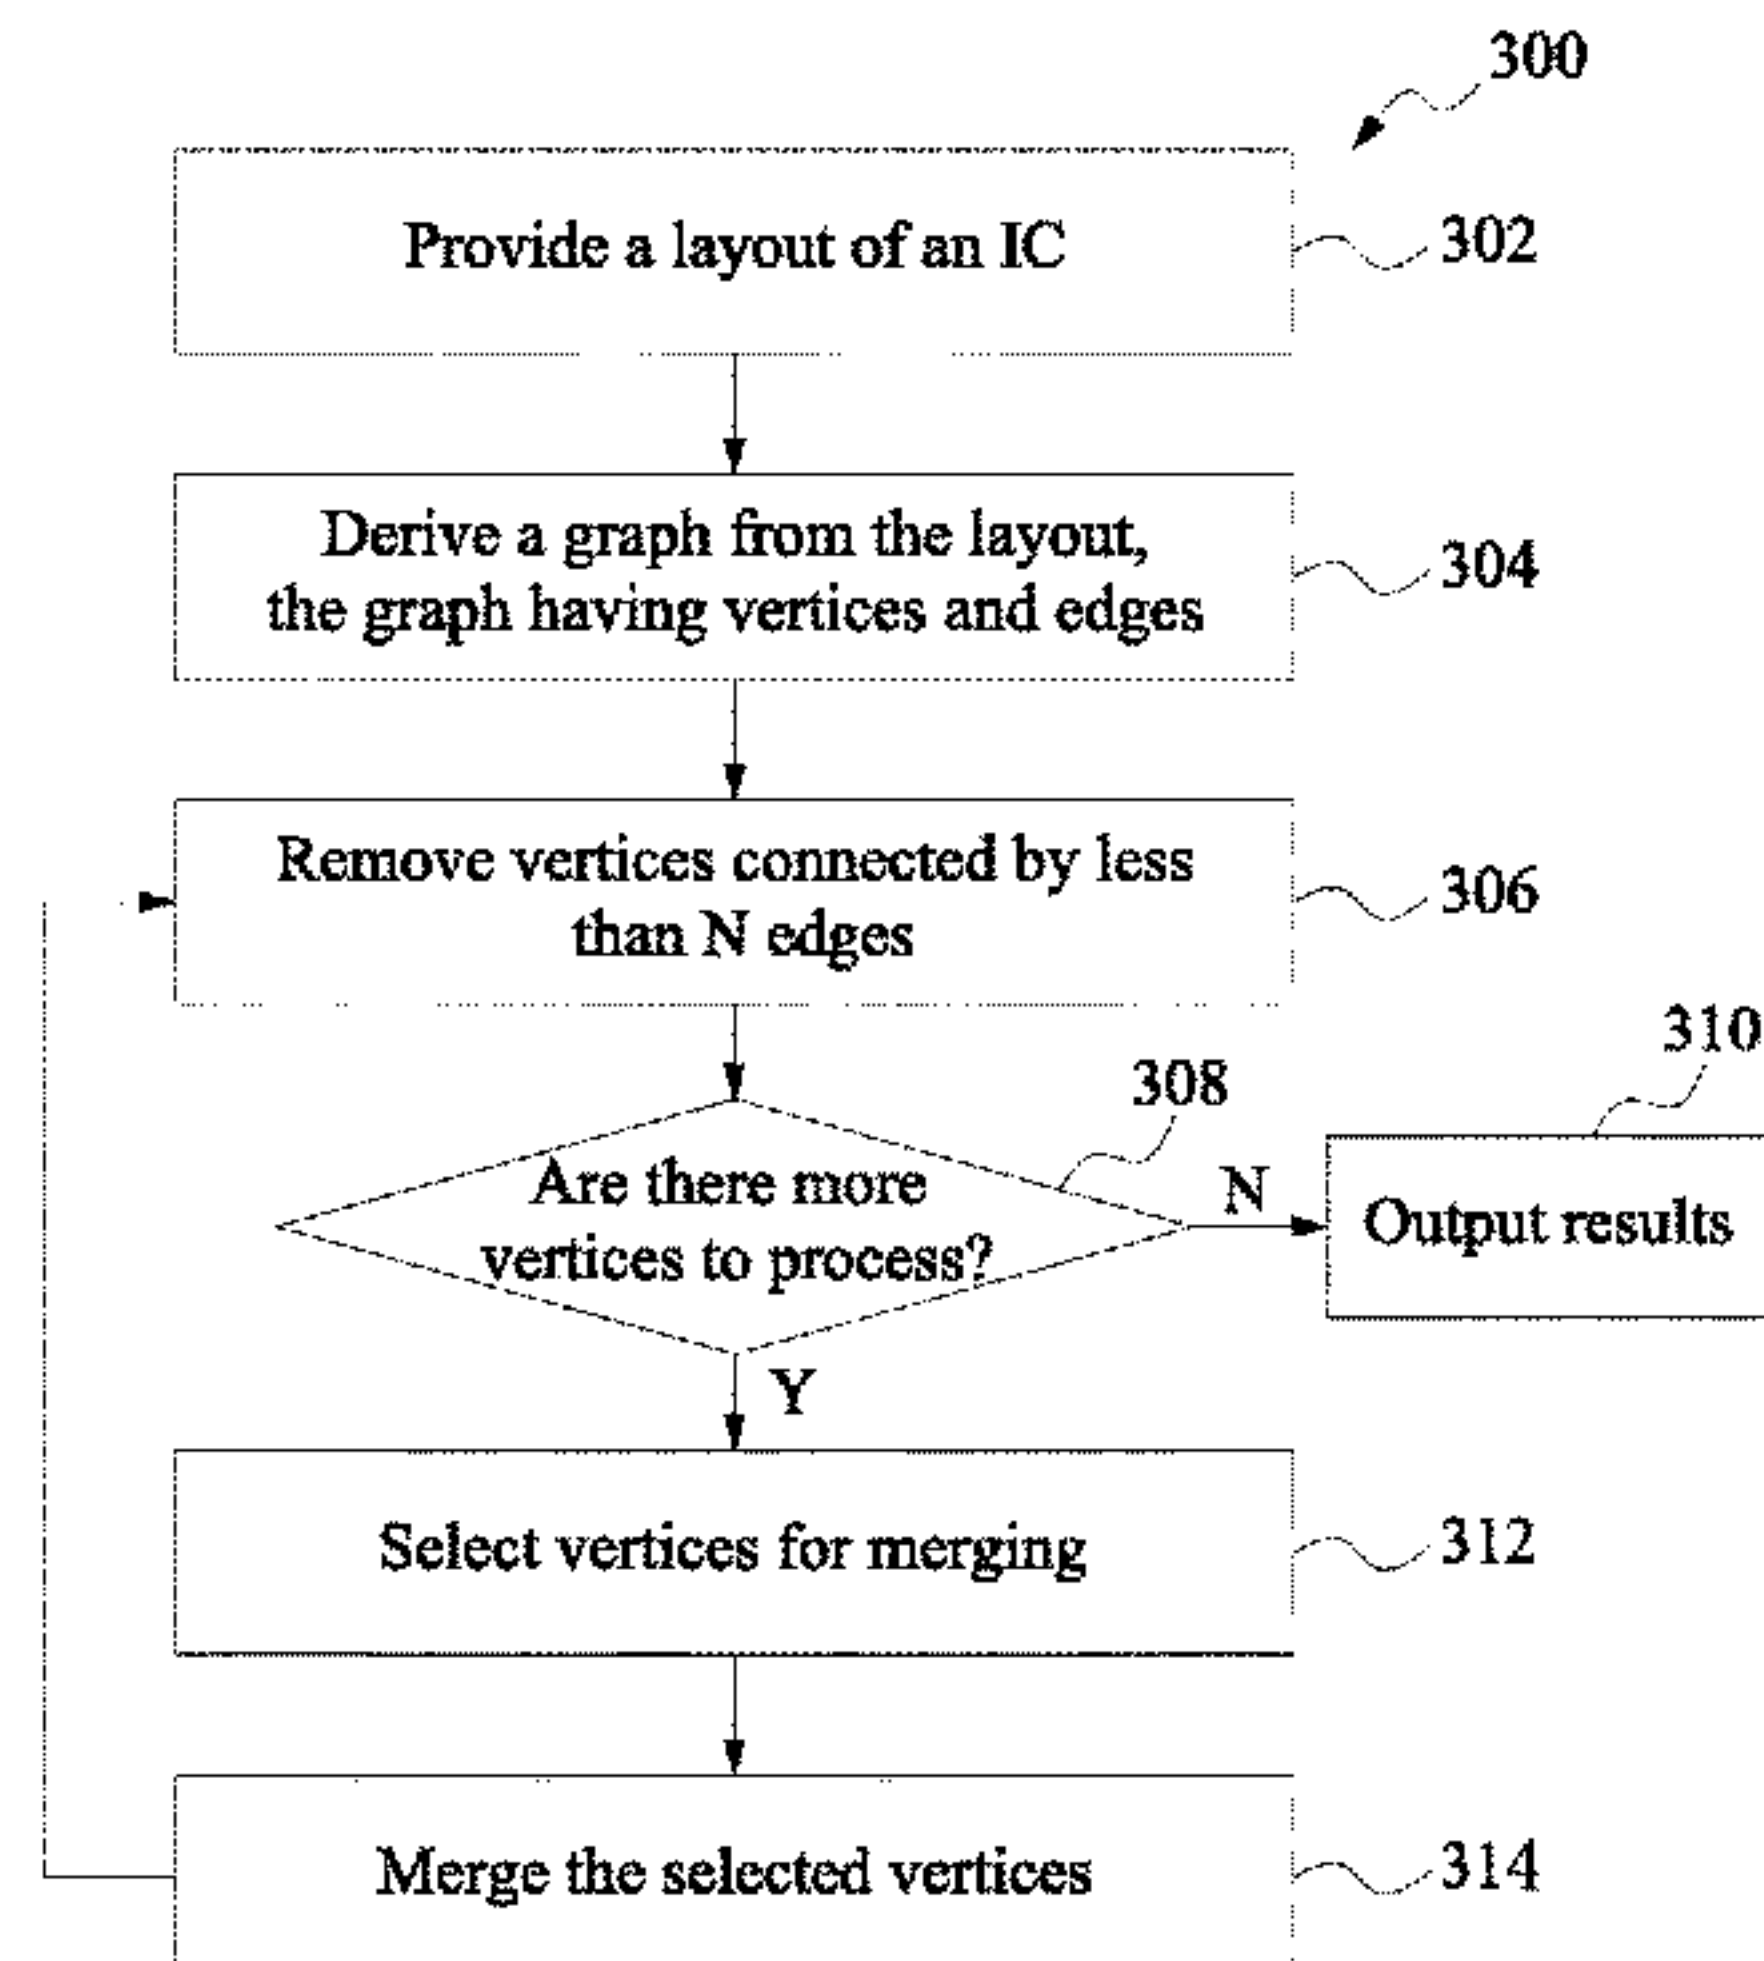 300
Provide a layout of an IC
302
Derive a graph from the layout,
the graph having vertices and edges
304
Remove vertices connected by less
than N edges
306
310
308
Are there more
vertices to process?
N
Output results
Y
Select vertices for merging
312
Merge the selected vertices
314